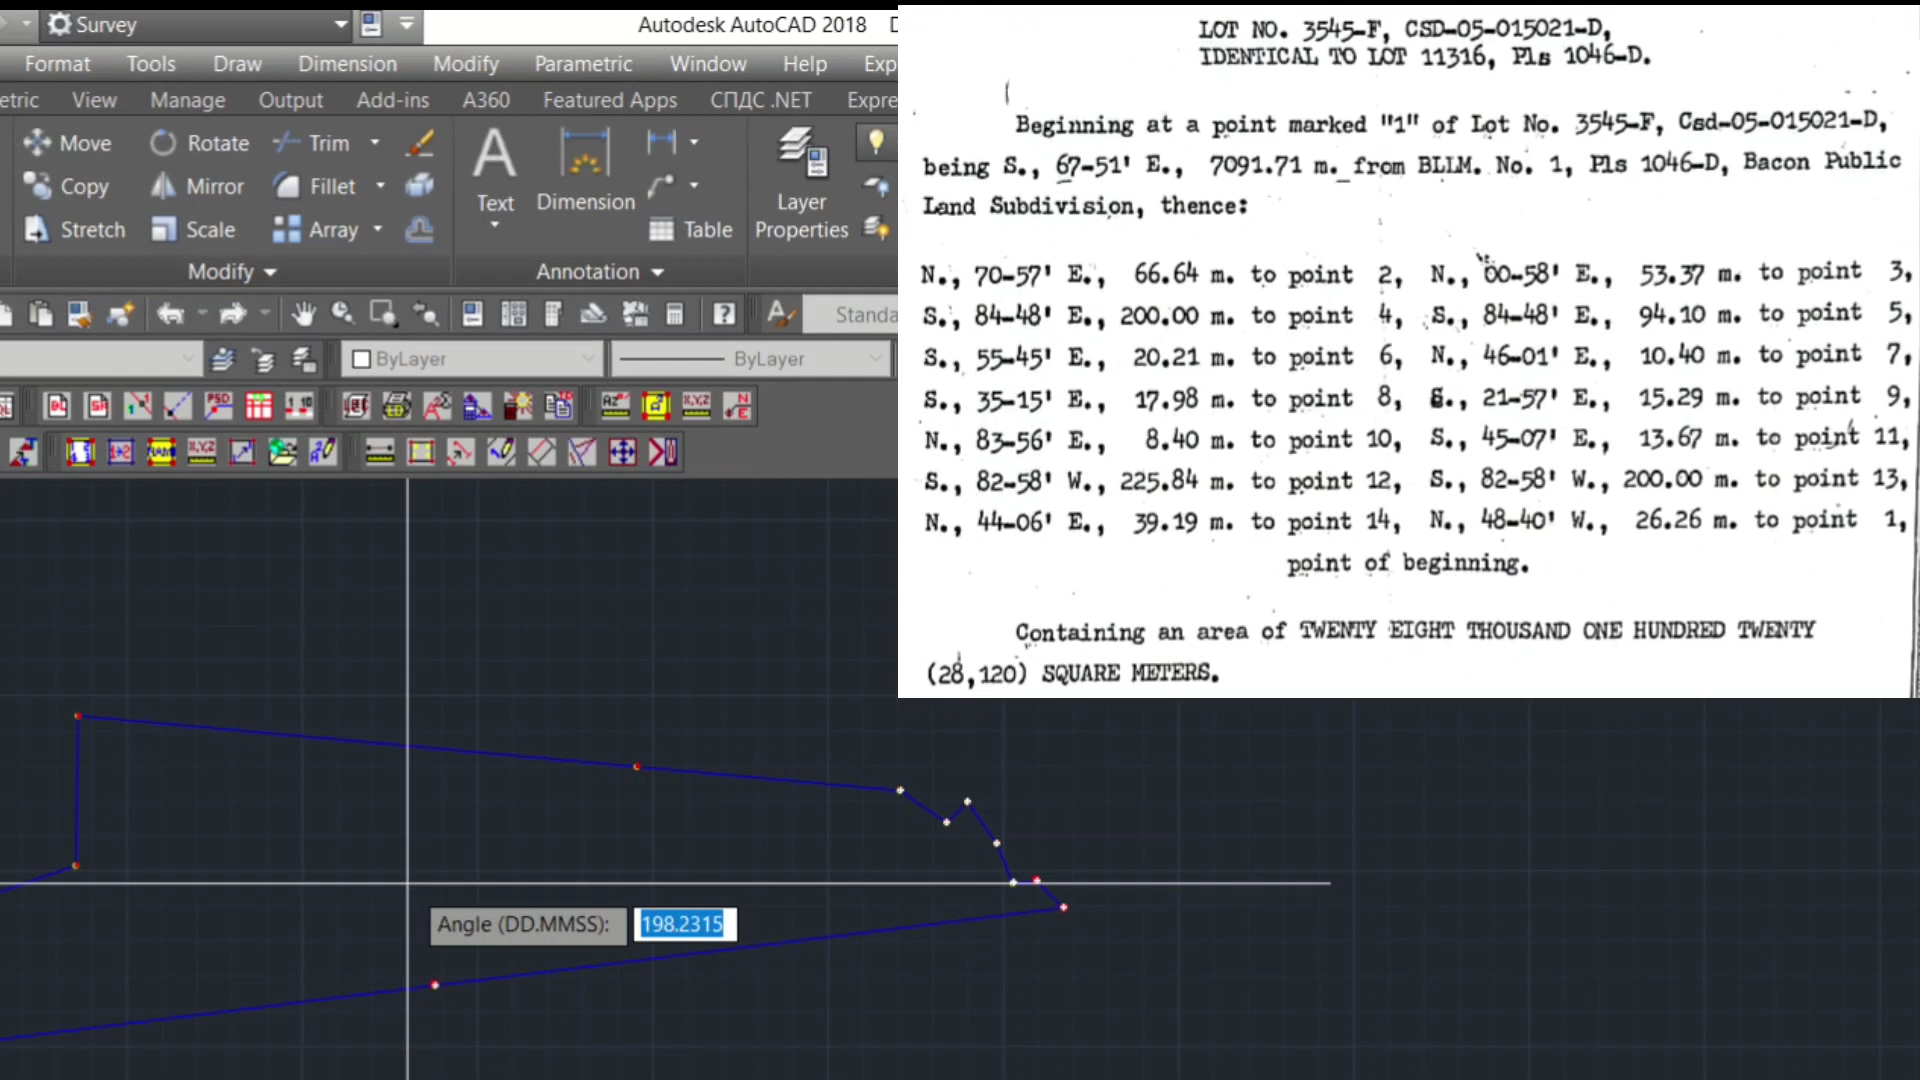 Survey
Autodesk AutoCAD 2018
Format Tools Draw Dimension Modify Parametric Window Help Exp
etric View Manage Output Add-ins A360 Featured Apps СПДС .NET Expre
Move Rotate Trim
Copy Mirror Fillet
Stretch Scale Array
Modify
Text
Dimension
Table
Annotation
Layer
Properties
Standa
ByLayer
ByLayer
LOT NO. 3545-F, CSD-05-015021-D,
IDENTICAL TO LOT 11316, Pls 1046-D.
Beginning at a point marked "1" of Lot No. 3545-F, Csd-05-015021-D,
being S., 67-51' E., 7091.71 m. from BLLM. No. 1, Pls 1046-D, Bacon Public
Land Subdivision, thence:
N., 70-57' E., 66.64 m. to point 2, N., 00-58' E., 53.37 m. to point 3,
S., 84-48' E., 200.00 m. to point 4, S., 84-48' E., 94.10 m. to point 5,
S., 55-45' E., 20.21 m. to point 6, N., 46-01' E., 10.40 m. to point 7,
S., 35-15' E., 17.98 m. to point 8, S., 21-57' E., 15.29 m. to point 9,
N., 83-56' E., 8.40 m. to point 10, S., 45-07' E., 13.67 m. to point 11,
S., 82-58' W., 225.84 m. to point 12, S., 82-58' W., 200.00 m. to point 13,
N., 44-06' E., 39.19 m. to point 14, N., 48-40' W., 26.26 m. to point 1,
point of beginning.
Containing an area of TWENTY EIGHT THOUSAND ONE HUNDRED TWENTY
(28,120) SQUARE METERS.
Angle (DD.MMSS): 198.2315